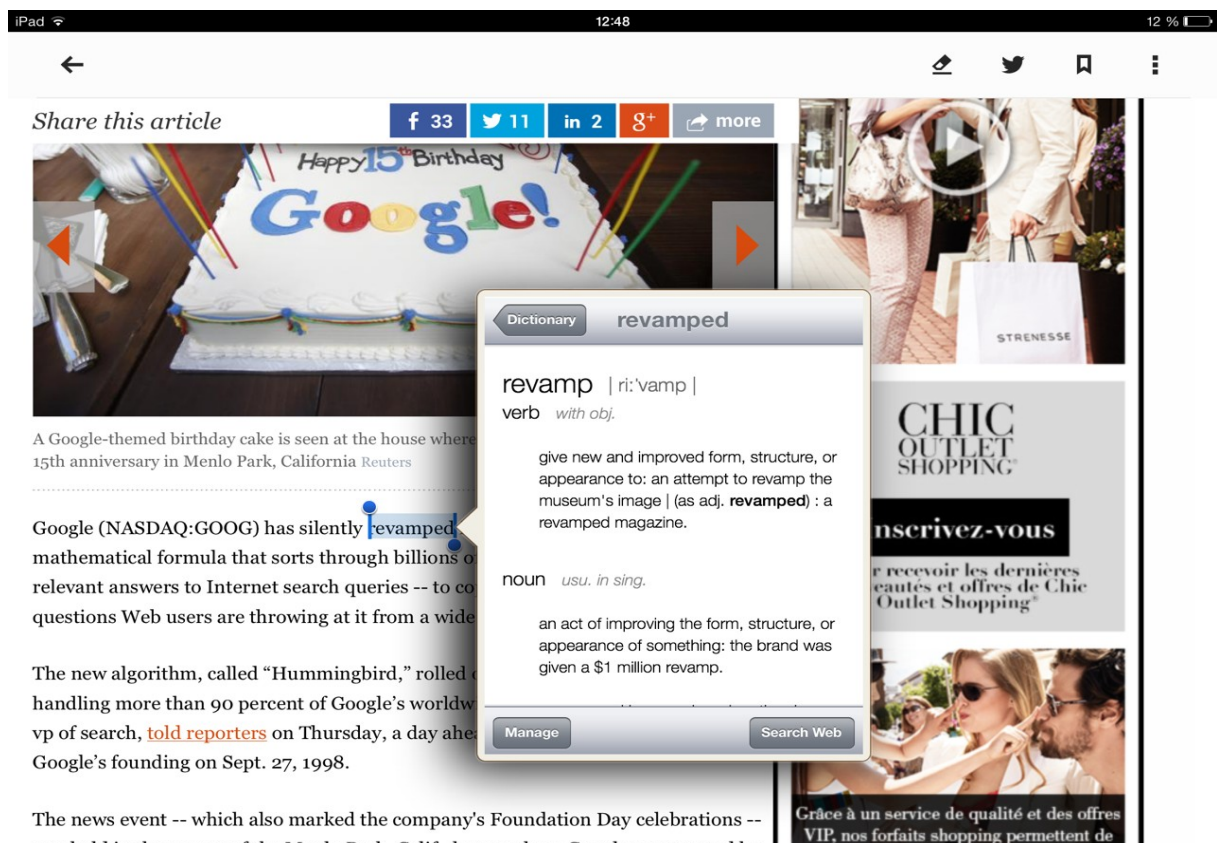 iPad 12:48 12 %
Share this article
f 33
11
in 2
g+
more
Happy 15th Birthday
Google!
STRENESSE
A Google-themed birthday cake is seen at the house where
15th anniversary in Menlo Park, California Reuters
Google (NASDAQ:GOOG) has silently revamped
mathematical formula that sorts through billions
relevant answers to Internet search queries -- to
questions Web users are throwing at it from a wide
The new algorithm, called “Hummingbird,” rolled
handling more than 90 percent of Google’s
vp of search, told reporters on Thursday, a day
Google’s founding on Sept. 27, 1998.
The news event -- which also marked the company's Foundation Day celebrations --
Dictionary
revamped
revamp | riːˈvamp |
verb with obj.
give new and improved form, structure, or
appearance to: an attempt to revamp the
museum's image | (as adj. revamped) : a
revamped magazine.
noun usu. in sing.
an act of improving the form, structure, or
appearance of something: the brand was
given a $1 million revamp.
Manage
Search Web
CHIC
OUTLET
SHOPPING®
nscrivez-vous
r recevoir les dernières
eautés et offres de Chic
Outlet Shopping®
Grâce à un service de qualité et des offres
VIP, nos forfaits shopping permettent de